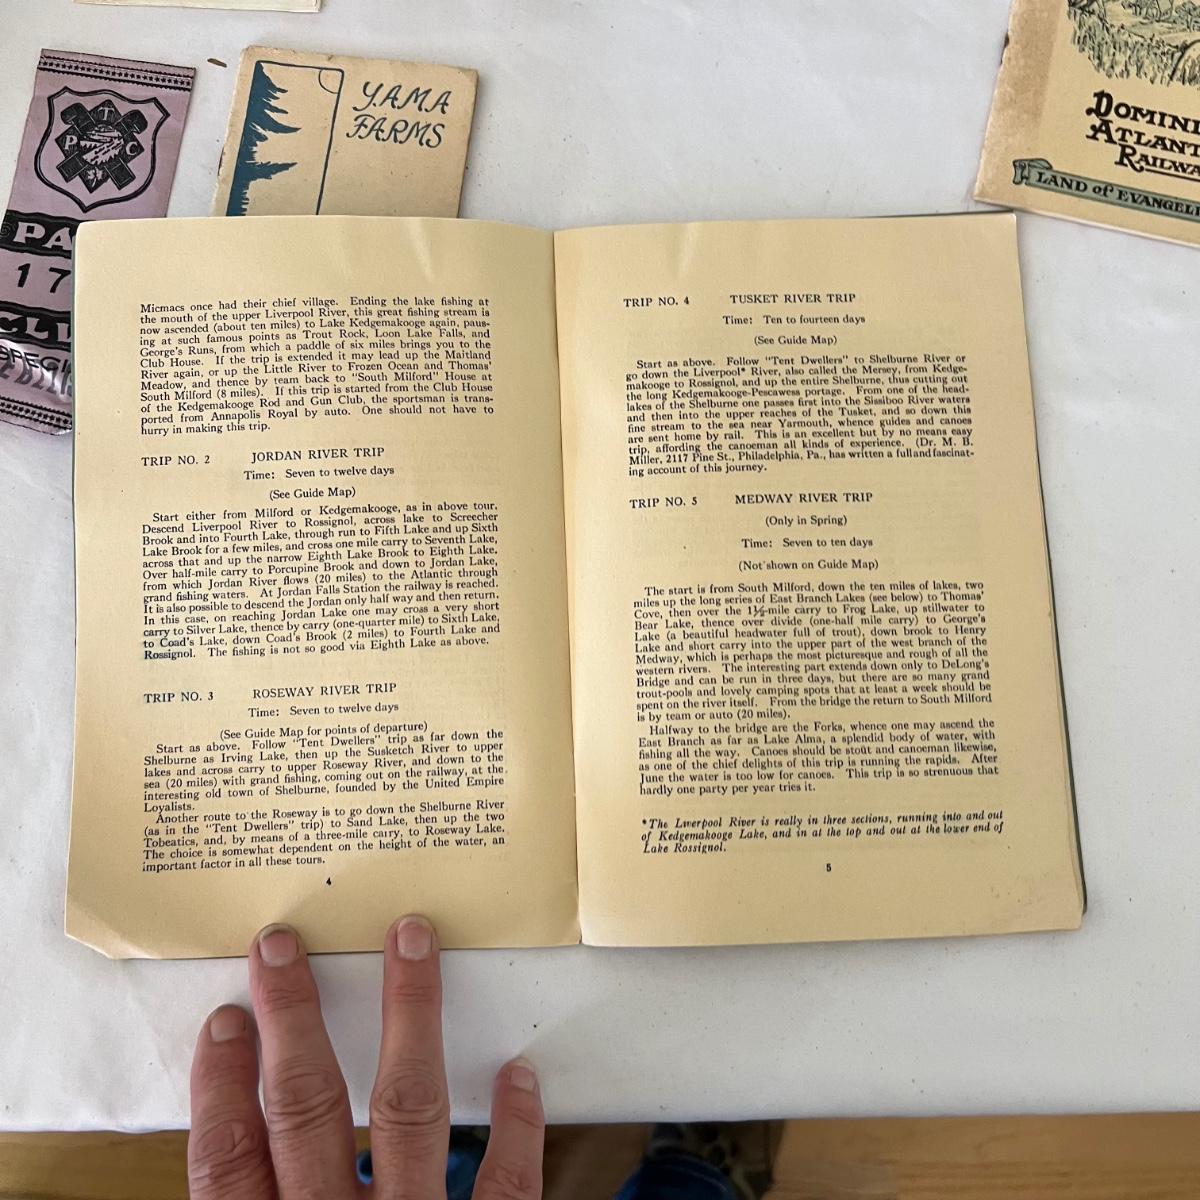 T
P C
PA
17
CLU
YAMA
FARMS
DOMINI
ATLANT
RAILWA
LAND of EVANGELI
Micmacs once had their chief village. Ending the lake fishing at
the mouth of the upper Liverpool River, this great fishing stream is
now ascended (about ten miles) to Lake Kedgemakooge again, paus-
ing at such famous points as Trout Rock, Loon Lake Falls, and
George's Runs, from which a paddle of six miles brings you to the
Club House. If the trip is extended it may lead up the Maitland
River again, or up the Little River to Frozen Ocean and Thomas'
Meadow, and thence by team back to "South Milford" House at
South Milford (8 miles). If this trip is started from the Club House
of the Kedgemakooge Rod and Gun Club, the sportsman is trans-
ported from Annapolis Royal by auto. One should not have to
hurry in making this trip.
TRIP NO. 2 JORDAN RIVER TRIP
Time: Seven to twelve days
(See Guide Map)
Start either from Milford or Kedgemakooge, as in above tour.
Descend Liverpool River to Rossignol, across lake to Screecher
Brook and into Fourth Lake, through run to Fifth Lake and up Sixth
Lake Brook for a few miles, and cross one mile carry to Seventh Lake,
across that and up the narrow Eighth Lake Brook to Eighth Lake.
Over half-mile carry to Porcupine Brook and down to Jordan Lake,
from which Jordan River flows (20 miles) to the Atlantic through
grand fishing waters. At Jordan Falls Station the railway is reached.
It is also possible to descend the Jordan only half way and then return.
In this case, on reaching Jordan Lake one may cross a very short
carry to Silver Lake, thence by carry (one-quarter mile) to Sixth Lake,
to Coad's Lake, down Coad's Brook (2 miles) to Fourth Lake and
Rossignol. The fishing is not so good via Eighth Lake as above.
TRIP NO. 3 ROSEWAY RIVER TRIP
Time: Seven to twelve days
(See Guide Map for points of departure)
Start as above. Follow "Tent Dwellers" trip as far down the
Shelburne as Irving Lake, then up the Susketch River to upper
lakes and across carry to upper Roseway River, and down to the
sea (20 miles) with grand fishing, coming out on the railway, at the
interesting old town of Shelburne, founded by the United Empire
Loyalists.
Another route to the Roseway is to go down the Shelburne River
(as in the "Tent Dwellers" trip) to Sand Lake, then up the two
Tobeatics, and, by means of a three-mile carry, to Roseway Lake.
The choice is somewhat dependent on the height of the water, an
important factor in all these tours.
4
TRIP NO. 4 TUSKET RIVER TRIP
Time: Ten to fourteen days
(See Guide Map)
Start as above. Follow "Tent Dwellers" to Shelburne River or
go down the Liverpool* River, also called the Mersey, from Kedge-
makooge to Rossignol, and up the entire Shelburne, thus cutting out
the long Kedgemakooge-Pescawess portage. From one of the head-
lakes of the Shelburne one passes first into the Sissiboo River waters
and then into the upper reaches of the Tusket, and so down this
fine stream to the sea near Yarmouth, whence guides and canoes
are sent home by rail. This is an excellent but by no means easy
trip, affording the canoeman all kinds of experience. (Dr. M. B.
Miller, 2117 Pine St., Philadelphia, Pa., has written a full and fascinat-
ing account of this journey.
TRIP NO. 5 MEDWAY RIVER TRIP
(Only in Spring)
Time: Seven to ten days
(Not shown on Guide Map)
The start is from South Milford, down the ten miles of lakes, two
miles up the long series of East Branch Lakes (see below) to Thomas'
Cove, then over the 1½-mile carry to Frog Lake, up stillwater to
Bear Lake, thence over divide (one-half mile carry) to George's
Lake (a beautiful headwater full of trout), down brook to Henry
Lake and short carry into the upper part of the west branch of the
Medway, which is perhaps the most picturesque and rough of all the
western rivers. The interesting part extends down only to DeLong's
Bridge and can be run in three days, but there are so many grand
trout-pools and lovely camping spots that at least a week should be
spent on the river itself. From the bridge the return to South Milford
is by team or auto (20 miles).
Halfway to the bridge are the Forks, whence one may ascend the
East Branch as far as Lake Alma, a splendid body of water, with
fishing all the way. Canoes should be stout and canoeman likewise,
as one of the chief delights of this trip is running the rapids. After
June the water is too low for canoes. This trip is so strenuous that
hardly one party per year tries it.
*The Liverpool River is really in three sections, running into and out
of Kedgemakooge Lake, and in at the top and out at the lower end of
Lake Rossignol.
5